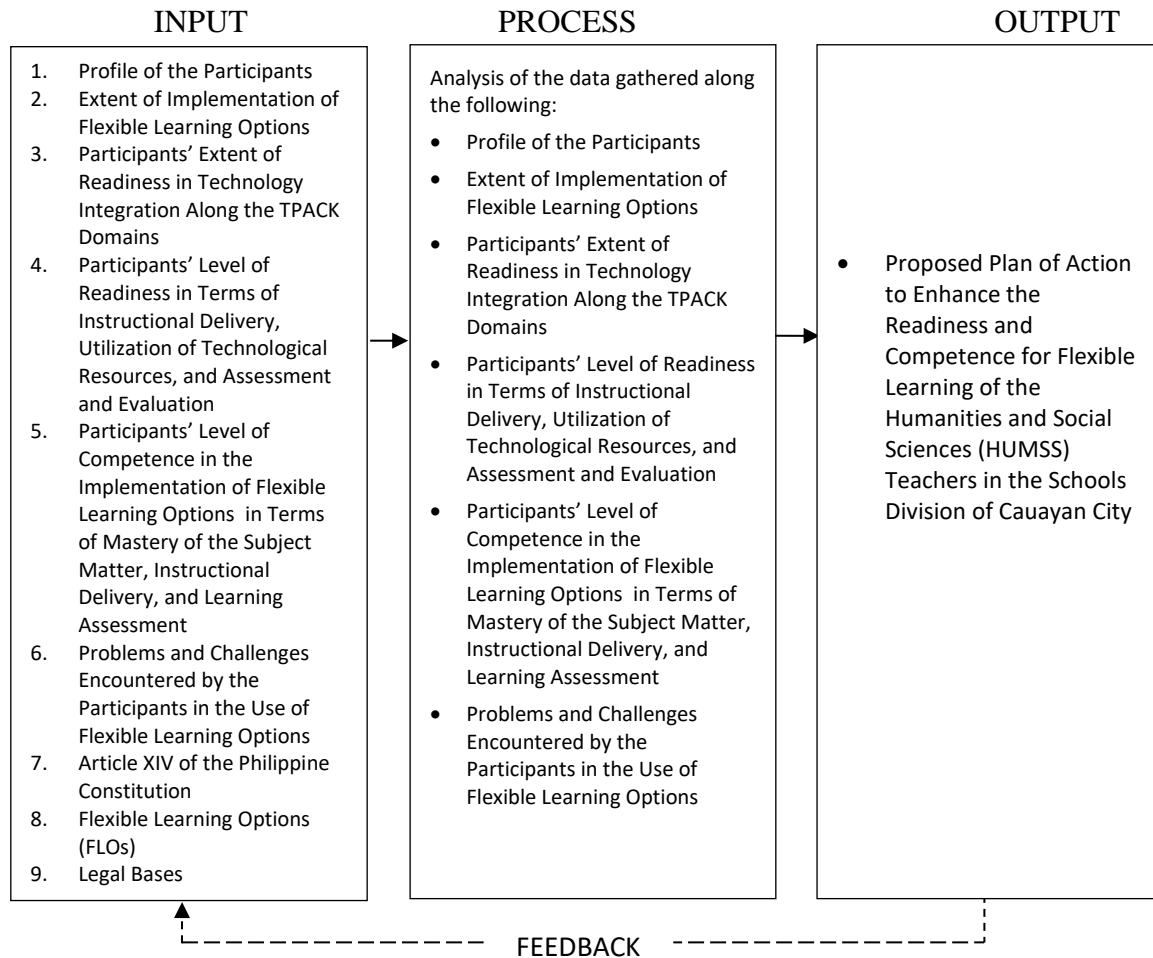 INPUT
1. Profile of the Participants
2. Extent of Implementation of
Flexible Learning Options
3. Participants’ Extent of
Readiness in Technology
Integration Along the TPACK
Domains
4. Participants’ Level of
Readiness in Terms of
Instructional Delivery,
Utilization of Technological
Resources, and Assessment
and Evaluation
5. Participants’ Level of
Competence in the
Implementation of Flexible
Learning Options in Terms
of Mastery of the Subject
Matter, Instructional
Delivery, and Learning
Assessment
6. Problems and Challenges
Encountered by the
Participants in the Use of
Flexible Learning Options
7. Article XIV of the Philippine
Constitution
8. Flexible Learning Options
(FLOs)
9. Legal Bases
PROCESS
Analysis of the data gathered along
the following:
• Profile of the Participants
• Extent of Implementation of
Flexible Learning Options
• Participants’ Extent of
Readiness in Technology
Integration Along the TPACK
Domains
• Participants’ Level of Readiness
in Terms of Instructional
Delivery, Utilization of
Technological Resources, and
Assessment and Evaluation
• Participants’ Level of
Competence in the
Implementation of Flexible
Learning Options in Terms of
Mastery of the Subject Matter,
Instructional Delivery, and
Learning Assessment
• Problems and Challenges
Encountered by the
Participants in the Use of
Flexible Learning Options
OUTPUT
• Proposed Plan of Action
to Enhance the
Readiness and
Competence for Flexible
Learning of the
Humanities and Social
Sciences (HUMSS)
Teachers in the Schools
Division of Cauayan City
FEEDBACK